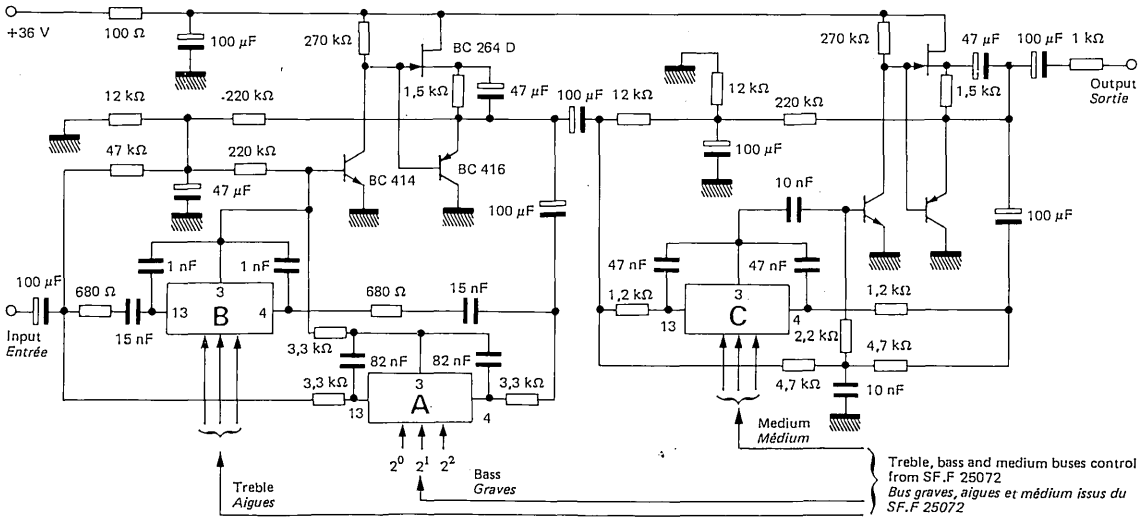 +36 V
100 Ω
100 µF
270 kΩ
BC 264 D
1,5 kΩ
47 µF
12 kΩ
-220 kΩ
47 kΩ
220 kΩ
47 µF
BC 414
BC 416
100 µF
100 µF
12 kΩ
12 kΩ
220 kΩ
100 µF
270 kΩ
47 µF
100 µF
1 kΩ
1,5 kΩ
Output
Sortie
10 nF
100 µF
100 µF
Input
Entrée
680 Ω
15 nF
1 nF
1 nF
3
13
B
4
680 Ω
15 nF
3,3 kΩ
82 nF
82 nF
3,3 kΩ
3
13
A
4
3,3 kΩ
2⁰
2¹
2²
47 nF
47 nF
1,2 kΩ
3
13
C
4
1,2 kΩ
2,2 kΩ
4,7 kΩ
4,7 kΩ
10 nF
Treble
Aigues
Bass
Graves
Medium
Médium
Treble, bass and medium buses control
from SF.F 25072
Bus graves, aigues et médium issus du
SF.F 25072